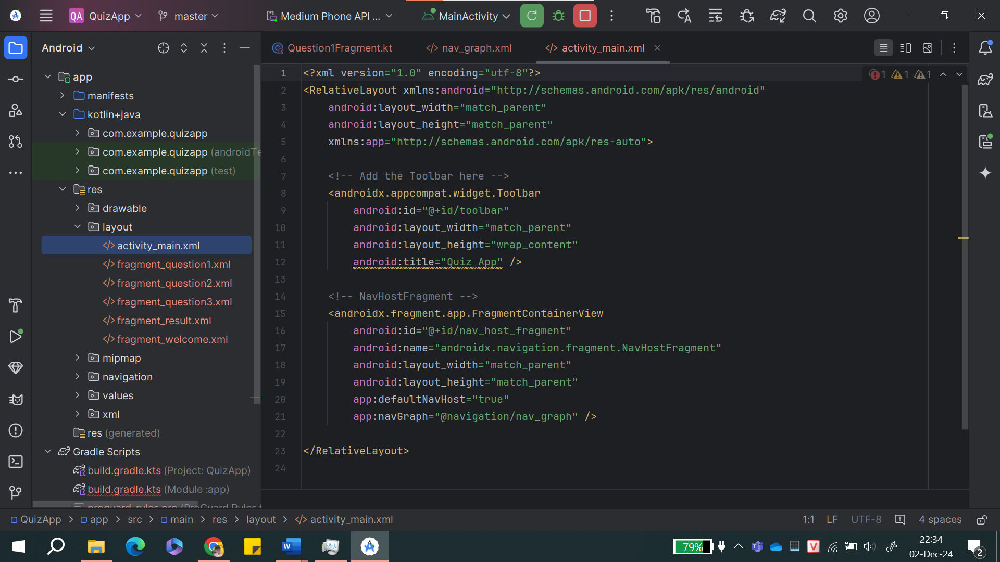 QA QuizApp master Medium Phone API ... MainActivity
Android
Question1Fragment.kt nav_graph.xml activity_main.xml
app
manifests
kotlin+java
com.example.quizapp
com.example.quizapp (androidTe
com.example.quizapp (test)
res
drawable
layout
activity_main.xml
fragment_question1.xml
fragment_question2.xml
fragment_question3.xml
fragment_result.xml
fragment_welcome.xml
mipmap
navigation
values
xml
res (generated)
Gradle Scripts
build.gradle.kts (Project: QuizApp)
build.gradle.kts (Module :app)
proguard-rules.pro (ProGuard Rules
1 1 1
1 <?xml version="1.0" encoding="utf-8"?>
2 <RelativeLayout xmlns:android="http://schemas.android.com/apk/res/android"
3 android:layout_width="match_parent"
4 android:layout_height="match_parent"
5 xmlns:app="http://schemas.android.com/apk/res-auto">
6
7 <!-- Add the Toolbar here -->
8 <androidx.appcompat.widget.Toolbar
9 android:id="@+id/toolbar"
10 android:layout_width="match_parent"
11 android:layout_height="wrap_content"
12 android:title="Quiz App" />
13
14 <!-- NavHostFragment -->
15 <androidx.fragment.app.FragmentContainerView
16 android:id="@+id/nav_host_fragment"
17 android:name="androidx.navigation.fragment.NavHostFragment"
18 android:layout_width="match_parent"
19 android:layout_height="match_parent"
20 app:defaultNavHost="true"
21 app:navGraph="@navigation/nav_graph" />
22
23 </RelativeLayout>
24
QuizApp > app > src > main > res > layout > activity_main.xml
1:1 LF UTF-8 4 spaces
79%
22:34
02-Dec-24
2